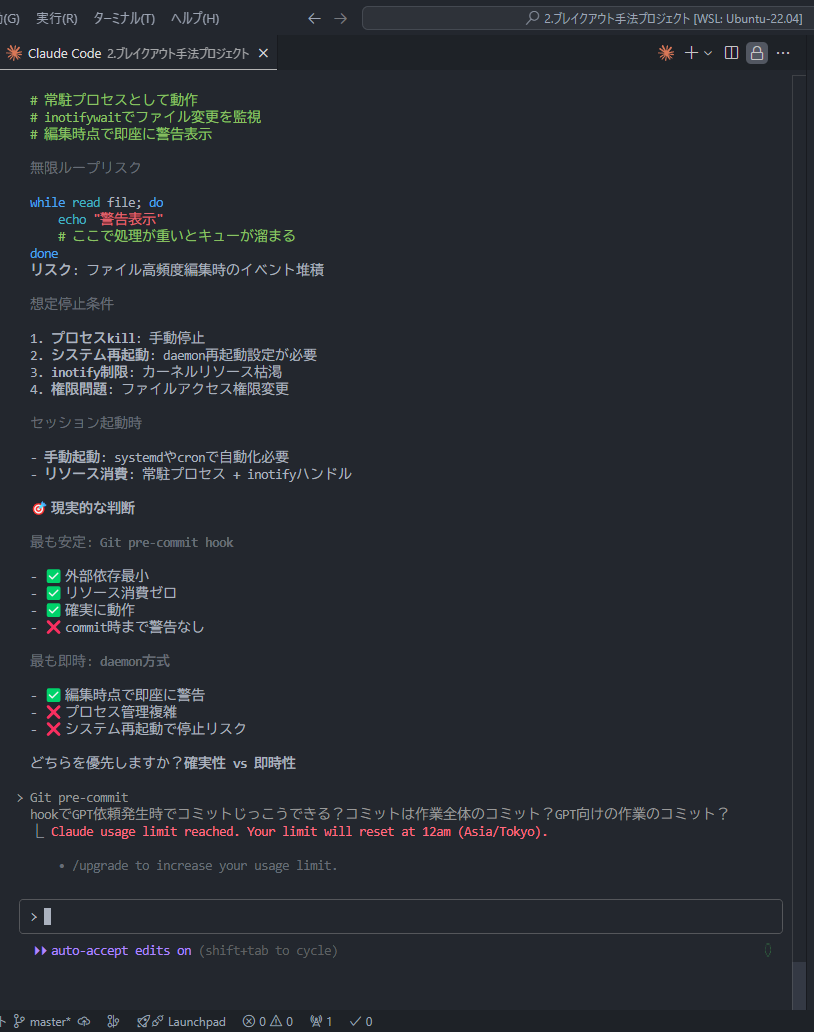 (G) 実行(R) ターミナル(T) ヘルプ(H) 2.ブレイクアウト手法プロジェクト [WSL: Ubuntu-22.04]
Claude Code 2.ブレイクアウト手法プロジェクト
# 常駐プロセスとして動作
# inotifywaitでファイル変更を監視
# 編集時点で即座に警告表示
無限ループリスク
while read file; do
echo "警告表示"
# ここで処理が重いとキューが溜まる
done
リスク: ファイル高頻度編集時のイベント堆積
想定停止条件
1. プロセスkill: 手動停止
2. システム再起動: daemon再起動設定が必要
3. inotify制限: カーネルリソース枯渇
4. 権限問題: ファイルアクセス権限変更
セッション起動時
- 手動起動: systemdやcronで自動化必要
- リソース消費: 常駐プロセス + inotifyハンドル
🎯 現実的な判断
最も安定: Git pre-commit hook
- ✅ 外部依存最小
- ✅ リソース消費ゼロ
- ✅ 確実に動作
- ❌ commit時まで警告なし
最も即時: daemon方式
- ✅ 編集時点で即座に警告
- ❌ プロセス管理複雑
- ❌ システム再起動で停止リスク
どちらを優先しますか？確実性 vs 即時性
> Git pre-commit
hookでGPT依頼発生時でコミットじっこうできる？コミットは作業全体のコミット？GPT向けの作業のコミット？
⎿ Claude usage limit reached. Your limit will reset at 12am (Asia/Tokyo).
• /upgrade to increase your usage limit.
>
⏵⏵ auto-accept edits on (shift+tab to cycle)
master* Launchpad 0 0 1 0